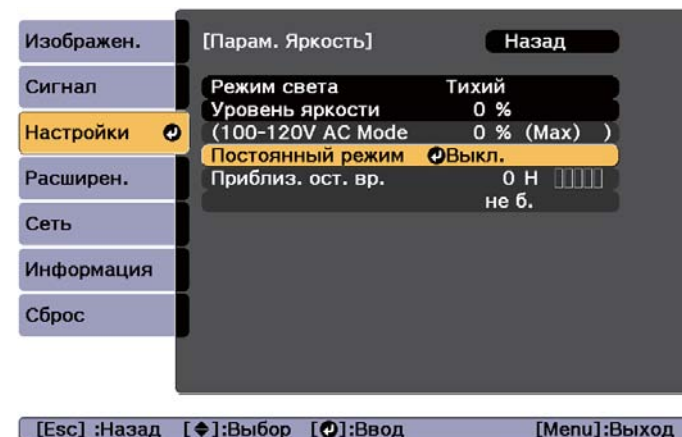 Изображен.
Сигнал
Настройки
Расширен.
Сеть
Информация
Сброс
[Парам. Яркость] Назад
Режим света Тихий
Уровень яркости 0 %
(100-120V AC Mode 0 % (Max) )
Постоянный режим Выкл.
Приблиз. ост. вр. 0 H
не б.
[Esc] :Назад [◆]:Выбор [↵]:Ввод [Menu]:Выход